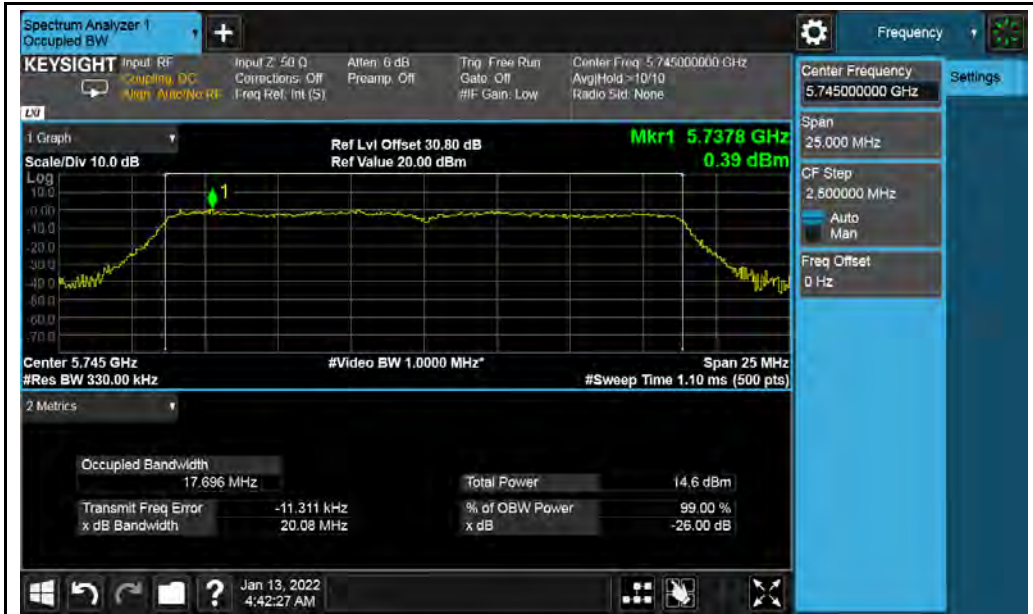 Spectrum Analyzer 1
Occupied BW
+
Frequency
KEYSIGHT
Input: RF
Coupling: DC
Align: Auto/No RF
Input Z: 50 Ω
Corrections: Off
Freq Ref: Int (S)
Atten: 6 dB
Preamp: Off
Trig: Free Run
Gate: Off
#IF Gain: Low
Center Freq: 5.745000000 GHz
Avg|Hold:>10/10
Radio Std: None
LXI
Center Frequency
5.745000000 GHz
Settings
Span
25.000 MHz
CF Step
2.500000 MHz
Auto
Man
Freq Offset
0 Hz
1 Graph
Scale/Div 10.0 dB
Ref Lvl Offset 30.80 dB
Ref Value 20.00 dBm
Mkr1 5.7378 GHz
0.39 dBm
Log
10.0
0.00
-10.0
-20.0
-30.0
-40.0
-50.0
-60.0
-70.0
1
Center 5.745 GHz
#Video BW 1.0000 MHz*
Span 25 MHz
#Res BW 330.00 kHz
#Sweep Time 1.10 ms (500 pts)
2 Metrics
Occupied Bandwidth
17.696 MHz
Total Power 14.6 dBm
Transmit Freq Error -11.311 kHz
% of OBW Power 99.00 %
x dB Bandwidth 20.08 MHz
x dB -26.00 dB
?
Jan 13, 2022
4:42:27 AM